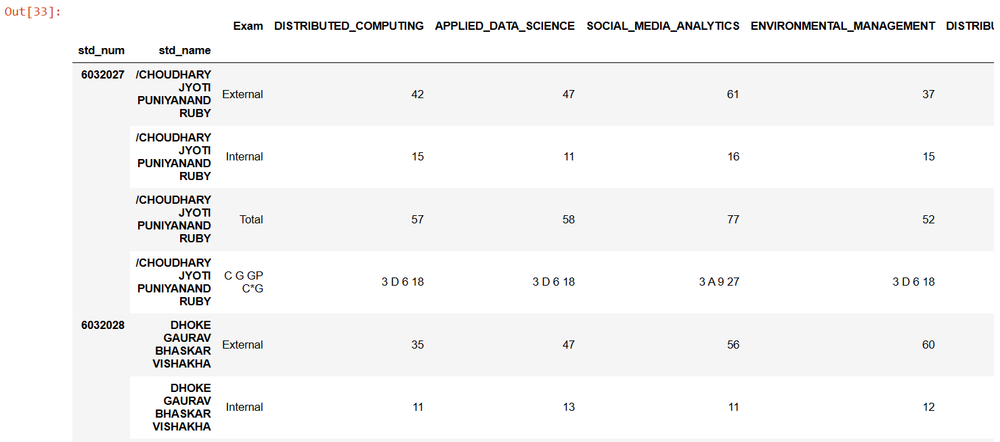 Out[33]:
Exam DISTRIBUTED_COMPUTING APPLIED_DATA_SCIENCE SOCIAL_MEDIA_ANALYTICS ENVIRONMENTAL_MANAGEMENT DISTRIBU
std_num std_name
6032027 /CHOUDHARY
JYOTI
PUNIYANAND
RUBY
External 42 47 61 37
/CHOUDHARY
JYOTI
PUNIYANAND
RUBY
Internal 15 11 16 15
/CHOUDHARY
JYOTI
PUNIYANAND
RUBY
Total 57 58 77 52
/CHOUDHARY
JYOTI
PUNIYANAND
RUBY
C G GP
C*G
3 D 6 18 3 D 6 18 3 A 9 27 3 D 6 18
6032028 DHOKE
GAURAV
BHASKAR
VISHAKHA
External 35 47 56 60
DHOKE
GAURAV
BHASKAR
VISHAKHA
Internal 11 13 11 12